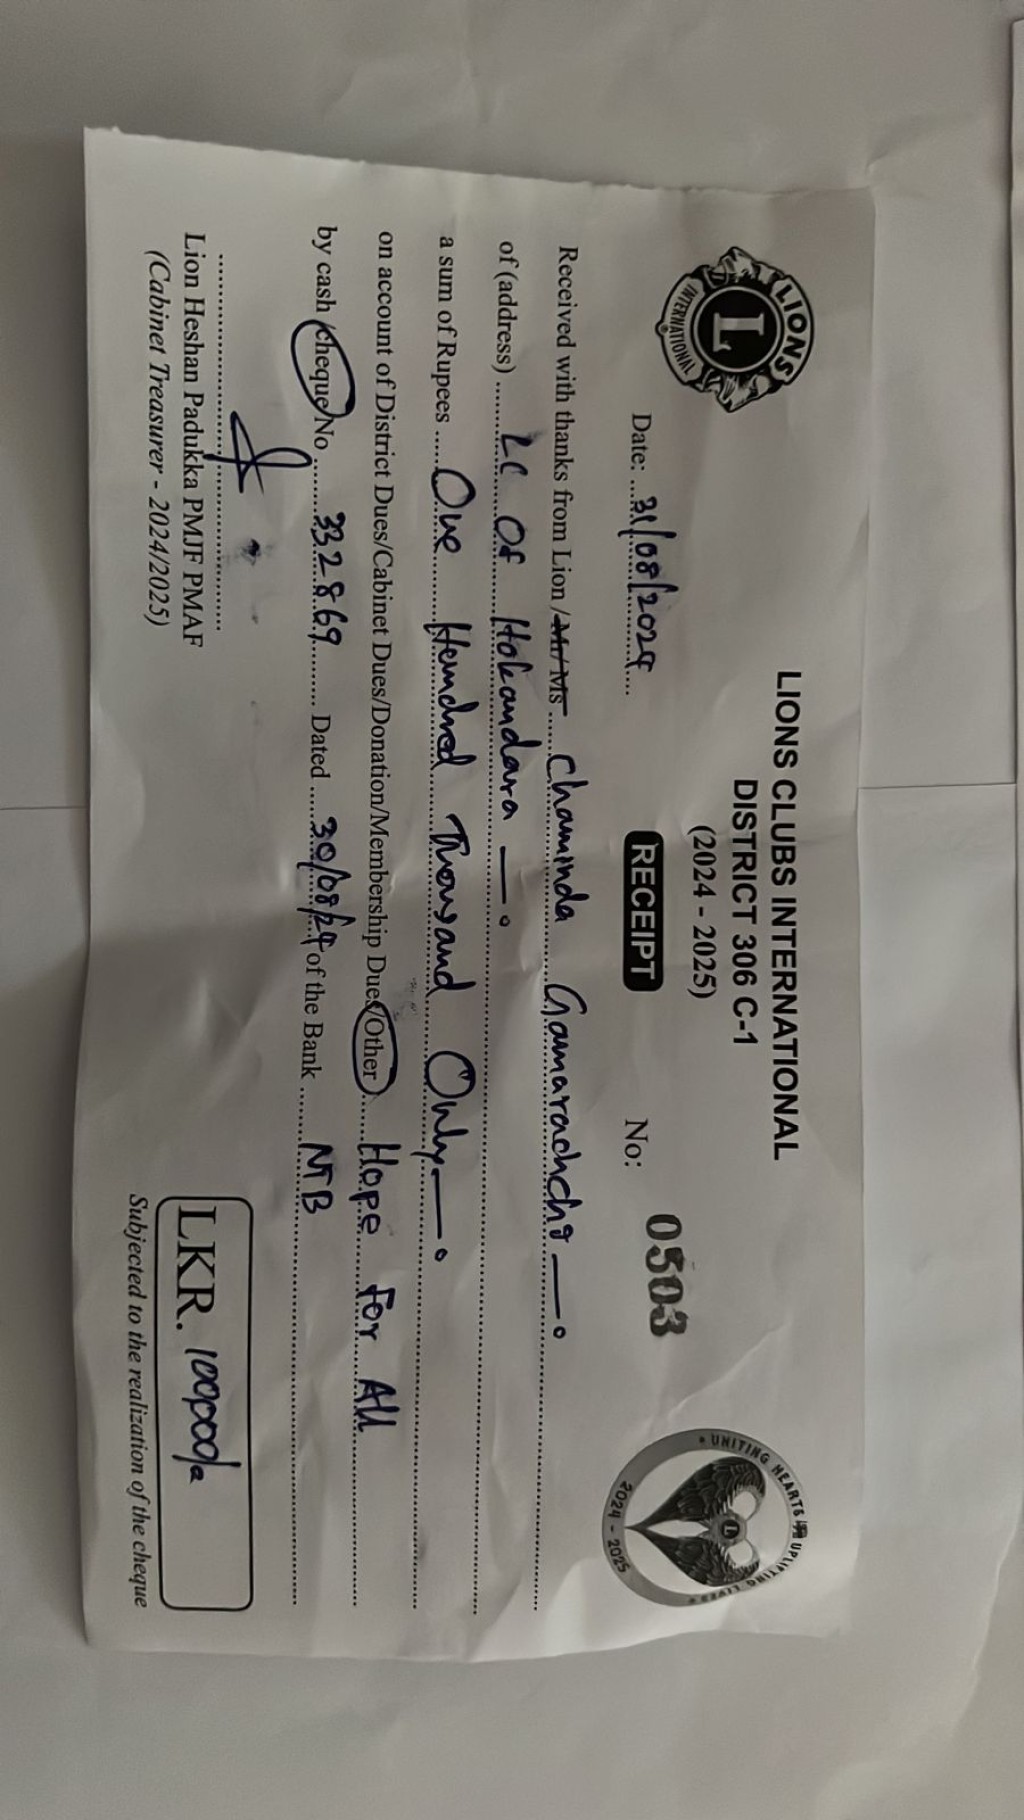 LIONS CLUBS INTERNATIONAL
DISTRICT 306 C-1
(2024 - 2025)
LIONS
L
INTERNATIONAL
UNITING HEARTS UPLIFTING LIVES
2024 - 2025
Date: 31/08/2024 RECEIPT No: 0503
Received with thanks from Lion /Mr/Ms Chaminda
of (address) LC Of Hokandara
a sum of Rupees One Hundred Thousand Only
on account of District Dues/Cabinet Dues/Donation/Membership Dues/Other Hope For All
by cash /cheque/No 332869 Dated 30/08/24 of the Bank NTB
LKR. 100,000/=
Lion Heshan Padukka PMJF PMAF
(Cabinet Treasurer - 2024/2025)
Subjected to the realization of the cheque